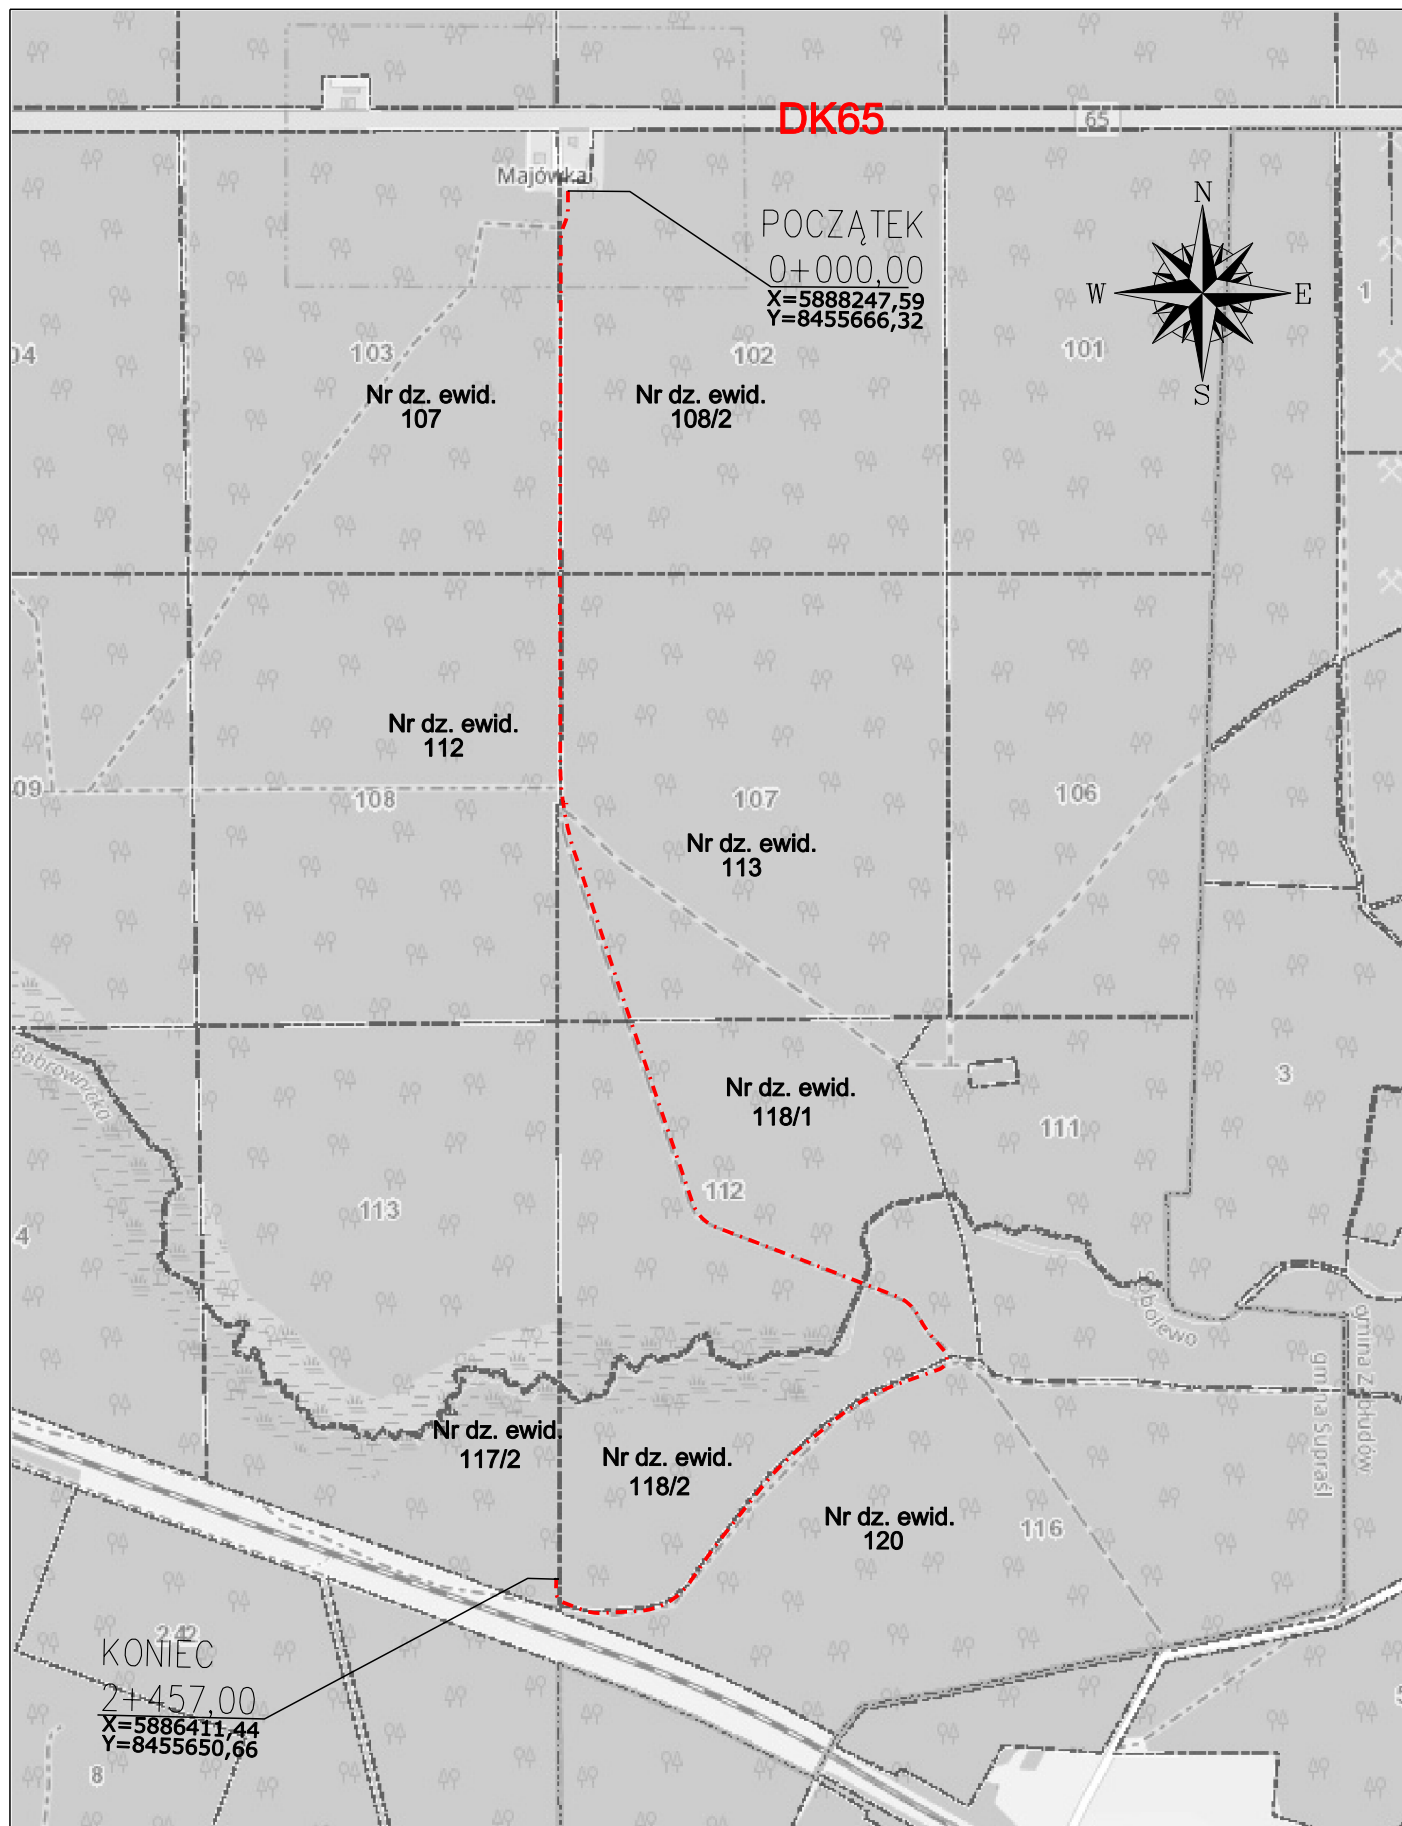 DK65
65
Majówka
N
W
E
S
POCZĄTEK
0+000,00
X=5888247,59
Y=8455666,32
1
04
103
102
101
Nr dz. ewid.
107
Nr dz. ewid.
108/2
Nr dz. ewid.
112
09
108
107
106
Nr dz. ewid.
113
Bobrowniczka
3
Nr dz. ewid.
118/1
111
113
112
4
Sobolewo
gmina Zabłudów
gmina Supraśl
Nr dz. ewid.
117/2
Nr dz. ewid.
118/2
Nr dz. ewid.
120
116
242
KONIEC
2+457,00
X=5886411,44
Y=8455650,66
8